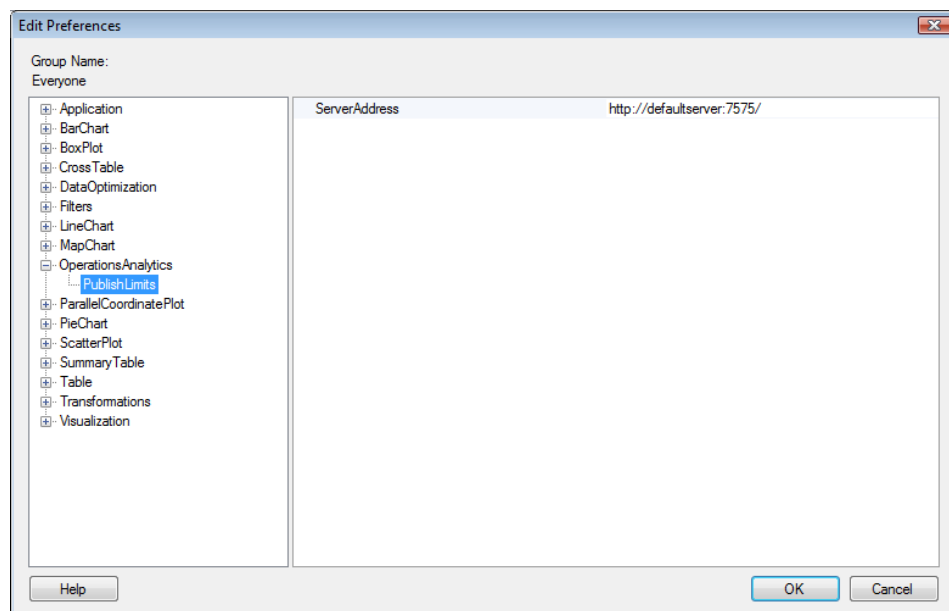 Edit Preferences
Group Name:
Everyone
Application
BarChart
BoxPlot
CrossTable
DataOptimization
Filters
LineChart
MapChart
OperationsAnalytics
PublishLimits
ParallelCoordinatePlot
PieChart
ScatterPlot
SummaryTable
Table
Transformations
Visualization
ServerAddress http://defaultserver:7575/
Help OK Cancel